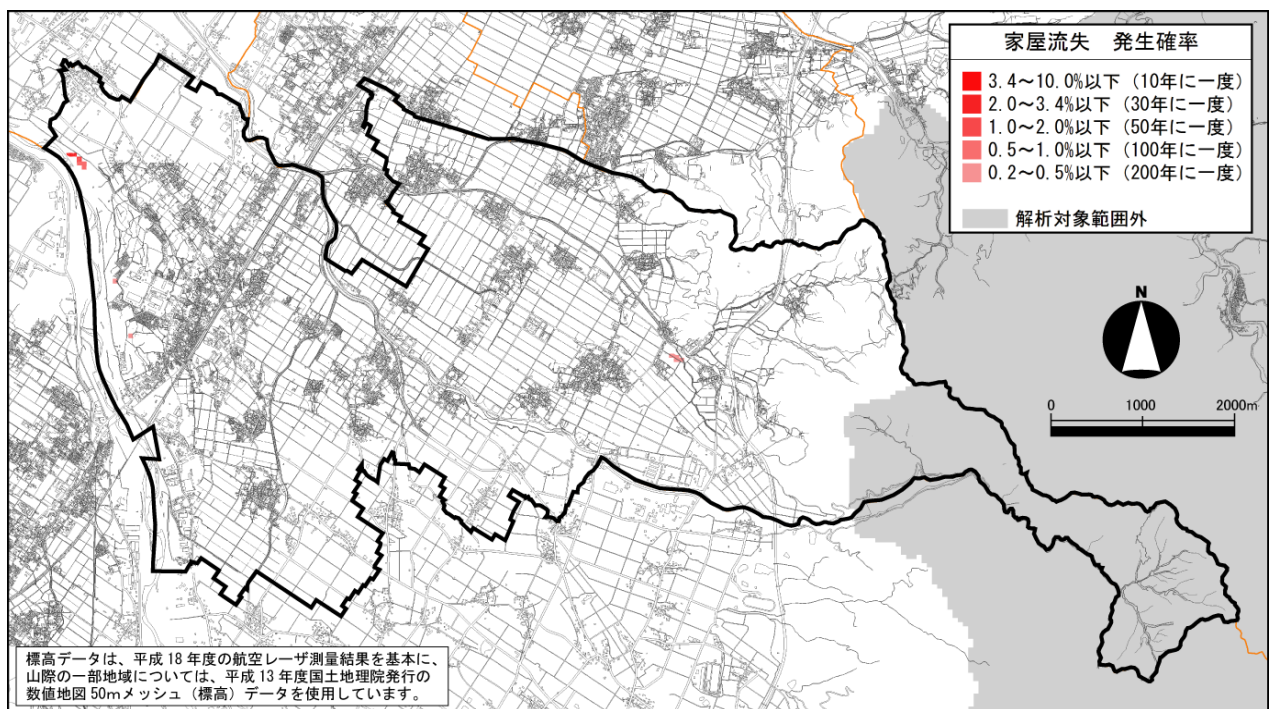 家屋流失 発生確率
3.4～10.0%以下（10年に一度）
2.0～3.4%以下（30年に一度）
1.0～2.0%以下（50年に一度）
0.5～1.0%以下（100年に一度）
0.2～0.5%以下（200年に一度）
解析対象範囲外
N
0 1000 2000m
標高データは、平成18年度の航空レーザ測量結果を基本に、
山際の一部地域については、平成13年度国土地理院発行の
数値地図50mメッシュ（標高）データを使用しています。